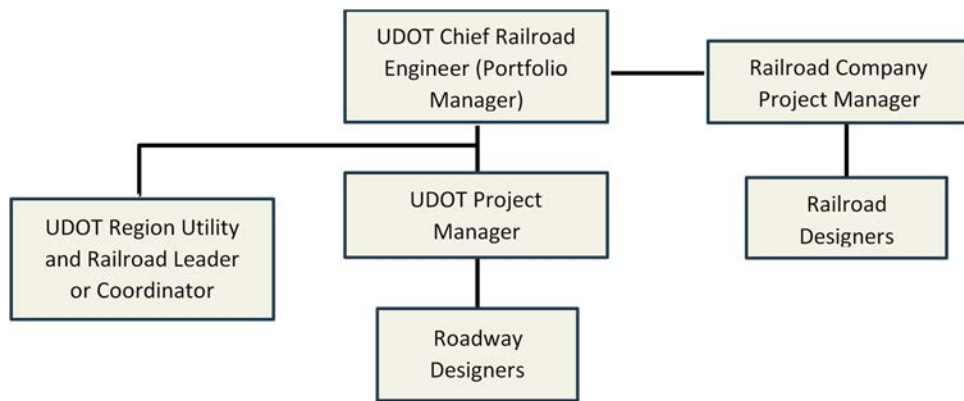 UDOT Chief Railroad
Engineer (Portfolio
Manager)
Railroad Company
Project Manager
UDOT Region Utility
and Railroad Leader
or Coordinator
UDOT Project
Manager
Railroad
Designers
Roadway
Designers